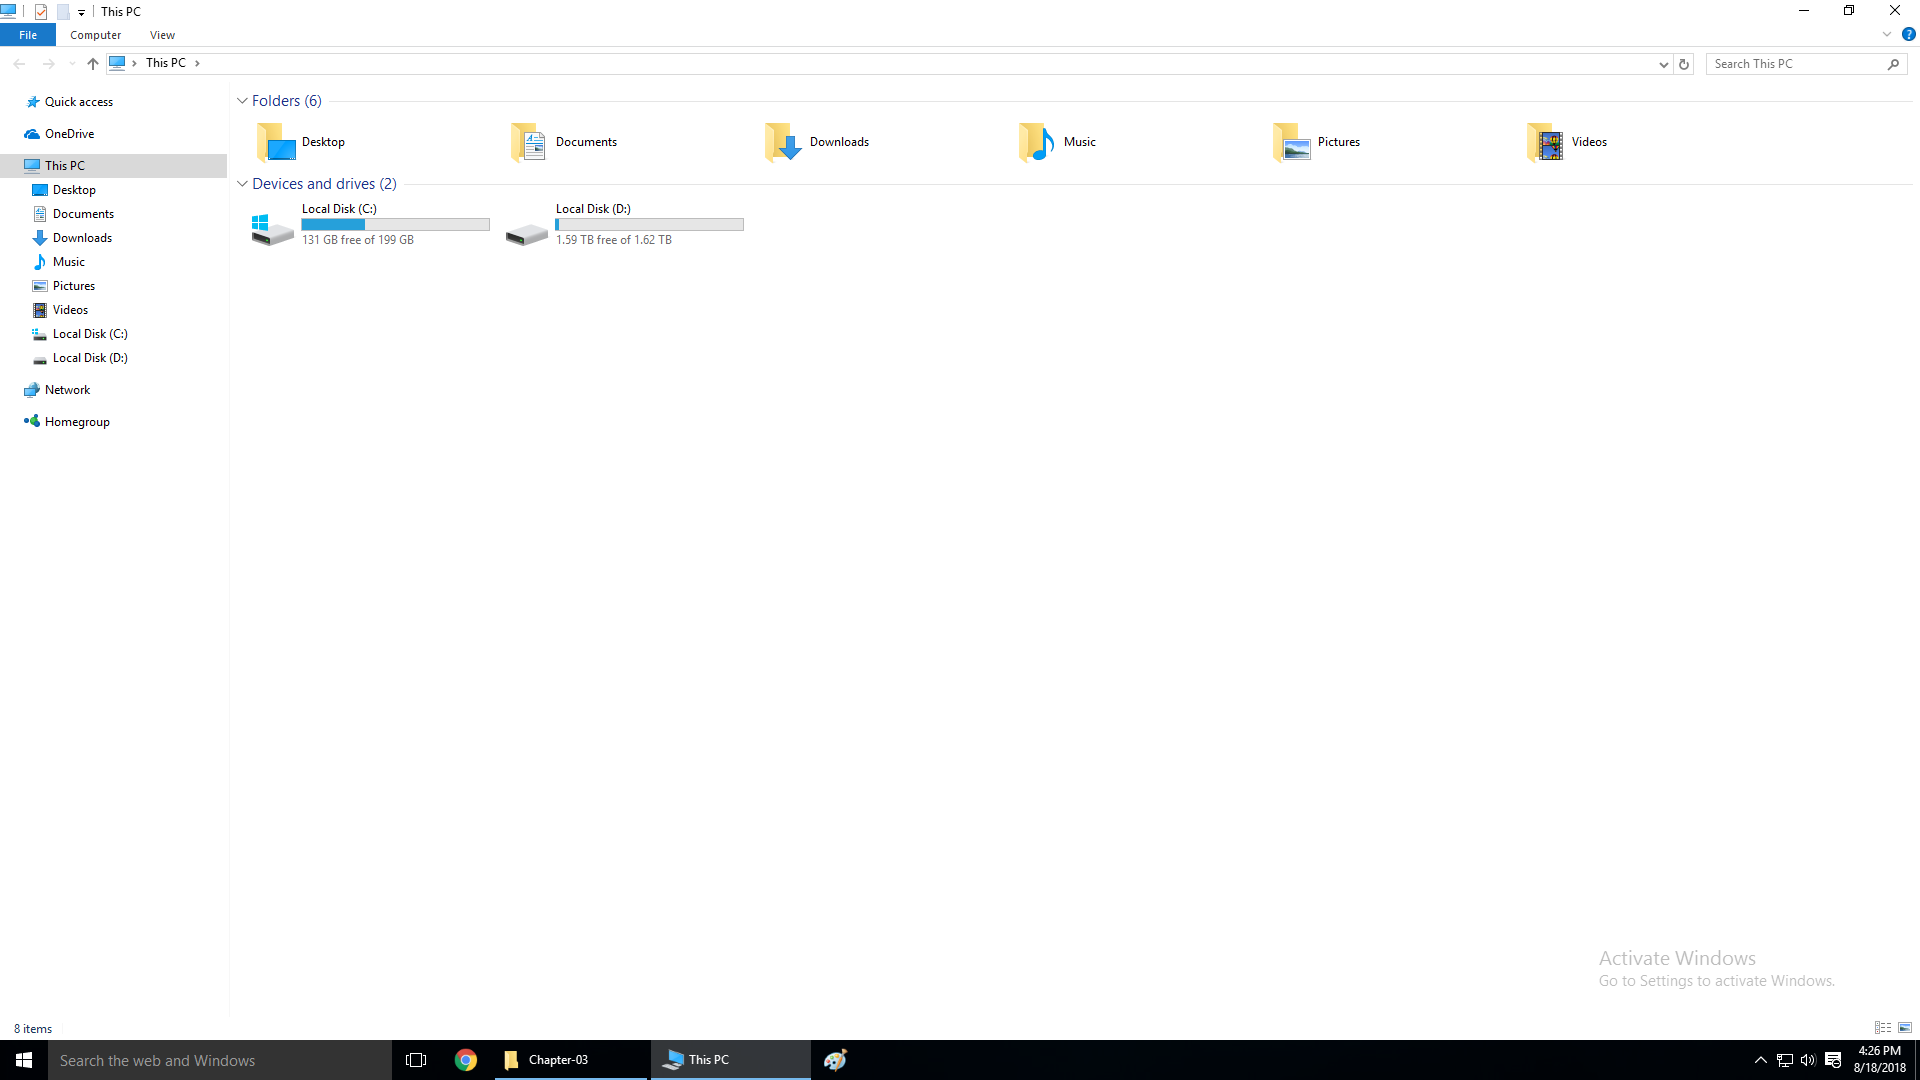 This PC
File Computer View
This PC
Search This PC
Quick access
OneDrive
This PC
Desktop
Documents
Downloads
Music
Pictures
Videos
Local Disk (C:)
Local Disk (D:)
Network
Homegroup
Folders (6)
Desktop Documents Downloads Music Pictures Videos
Devices and drives (2)
Local Disk (C:)
131 GB free of 199 GB
Local Disk (D:)
1.59 TB free of 1.62 TB
Activate Windows
Go to Settings to activate Windows.
8 items
Search the web and Windows
Chapter-03
This PC
4:26 PM
8/18/2018